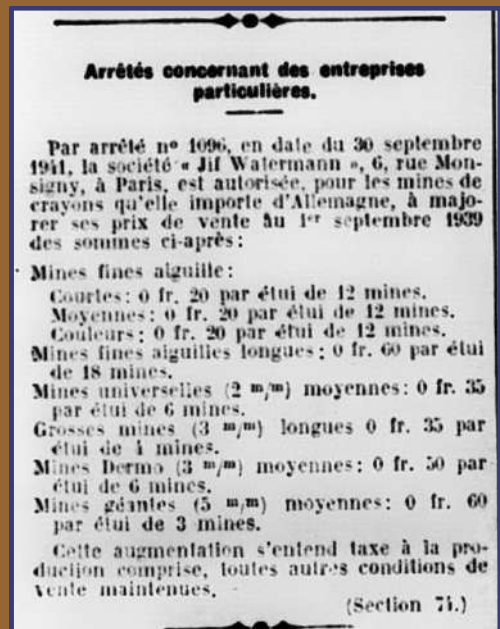 Arrêtés concernant des entreprises
particulières.
Par arrêté nº 1096, en date du 30 septembre
1941, la société « Jif Watermann », 6, rue Mon-
signy, à Paris, est autorisée, pour les mines de
crayons qu'elle importe d'Allemagne, à majo-
rer ses prix de vente au 1er septembre 1939
des sommes ci-après :
Mines fines aiguille :
Courtes : 0 fr. 20 par étui de 12 mines.
Moyennes : 0 fr. 20 par étui de 12 mines.
Couleurs : 0 fr. 20 par étui de 12 mines.
Mines fines aiguilles longues : 0 fr. 60 par étui
de 18 mines.
Mines universelles (2 m/m) moyennes : 0 fr. 35
par étui de 6 mines.
Grosses mines (3 m/m) longues 0 fr. 35 par
étui de 4 mines.
Mines Dermo (3 m/m) moyennes : 0 fr. 50 par
étui de 6 mines.
Mines géantes (5 m/m) moyennes : 0 fr. 60
par étui de 3 mines.
Cette augmentation s'entend taxe à la pro-
duction comprise, toutes autres conditions de
vente maintenues.
(Section 74.)